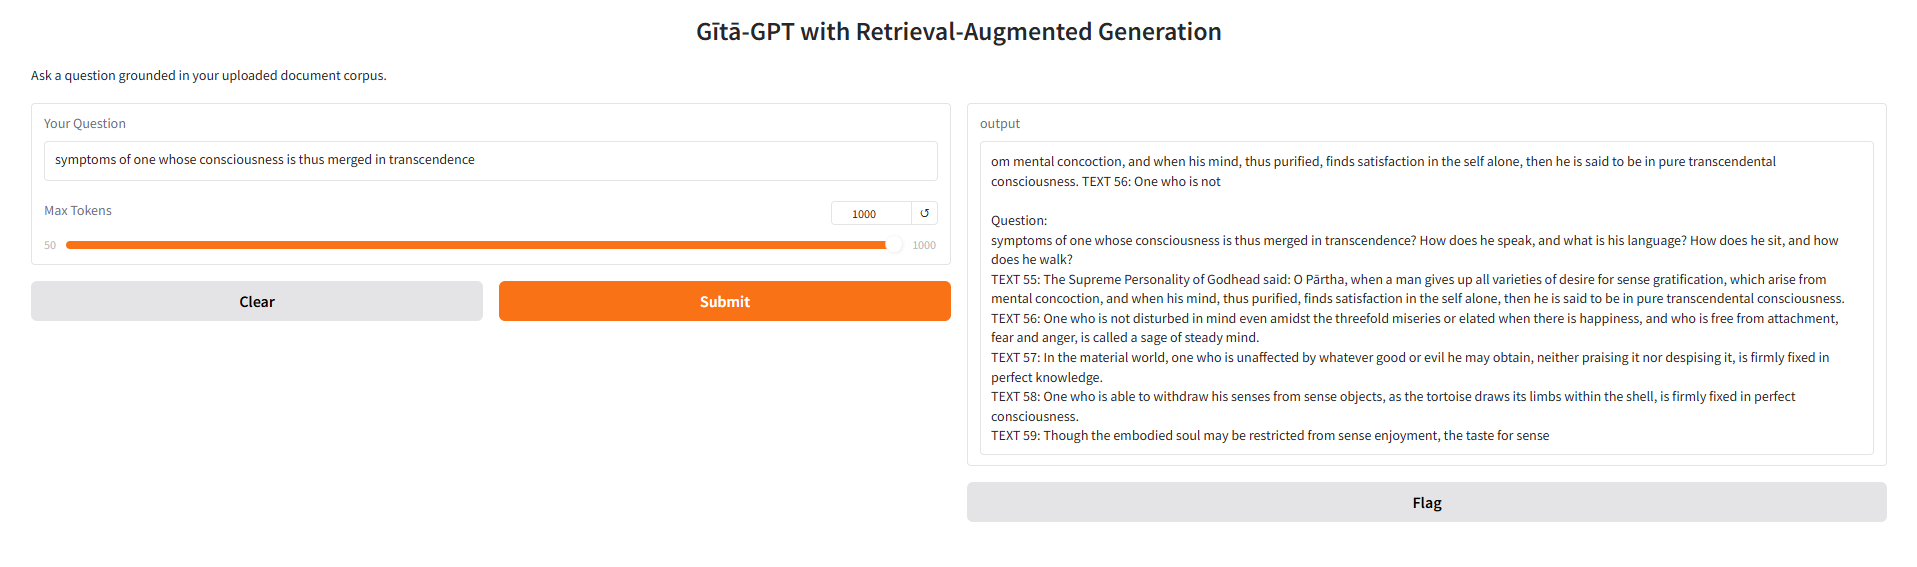 Gītā-GPT with Retrieval-Augmented Generation
Ask a question grounded in your uploaded document corpus.
Your Question
symptoms of one whose consciousness is thus merged in transcendence
Max Tokens
1000
↺
50
1000
Clear
Submit
output
om mental concoction, and when his mind, thus purified, finds satisfaction in the self alone, then he is said to be in pure transcendental
consciousness. TEXT 56: One who is not
Question:
symptoms of one whose consciousness is thus merged in transcendence? How does he speak, and what is his language? How does he sit, and how
does he walk?
TEXT 55: The Supreme Personality of Godhead said: O Pārtha, when a man gives up all varieties of desire for sense gratification, which arise from
mental concoction, and when his mind, thus purified, finds satisfaction in the self alone, then he is said to be in pure transcendental consciousness.
TEXT 56: One who is not disturbed in mind even amidst the threefold miseries or elated when there is happiness, and who is free from attachment,
fear and anger, is called a sage of steady mind.
TEXT 57: In the material world, one who is unaffected by whatever good or evil he may obtain, neither praising it nor despising it, is firmly fixed in
perfect knowledge.
TEXT 58: One who is able to withdraw his senses from sense objects, as the tortoise draws its limbs within the shell, is firmly fixed in perfect
consciousness.
TEXT 59: Though the embodied soul may be restricted from sense enjoyment, the taste for sense
Flag